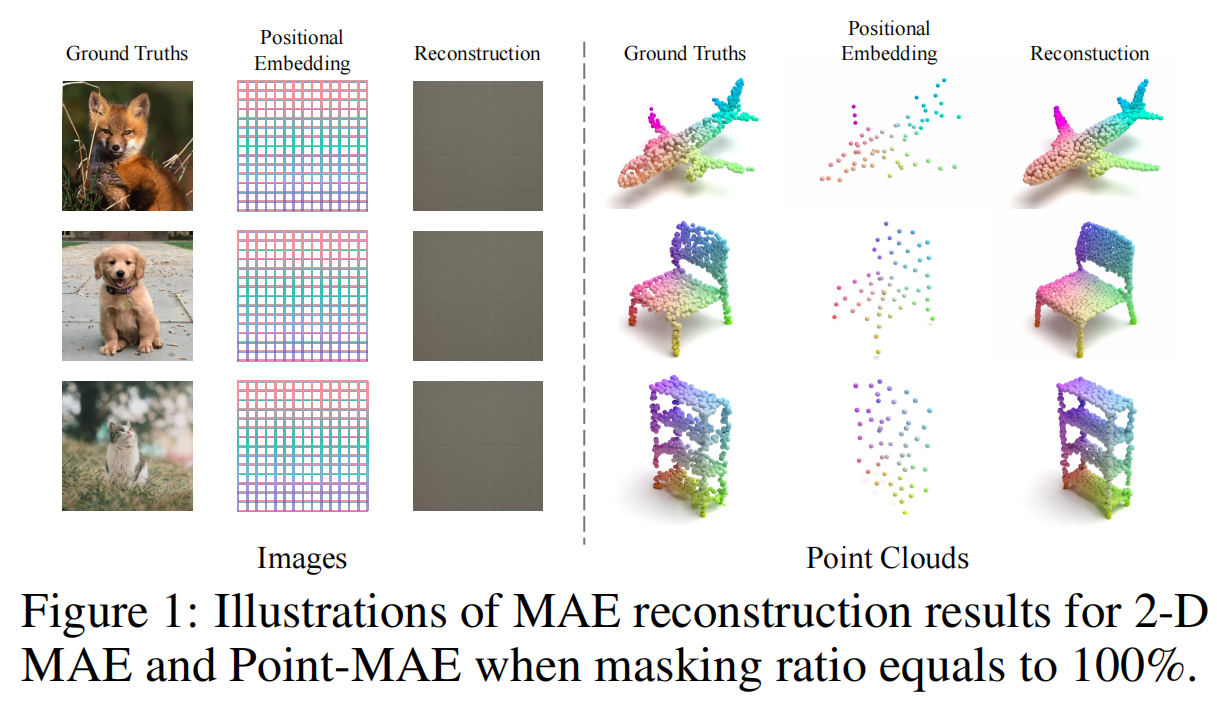 Ground Truths
Positional
Embedding
Reconstruction
Ground Truths
Positional
Embedding
Reconstuction
Images
Point Clouds
Figure 1: Illustrations of MAE reconstruction results for 2-D
MAE and Point-MAE when masking ratio equals to 100%.